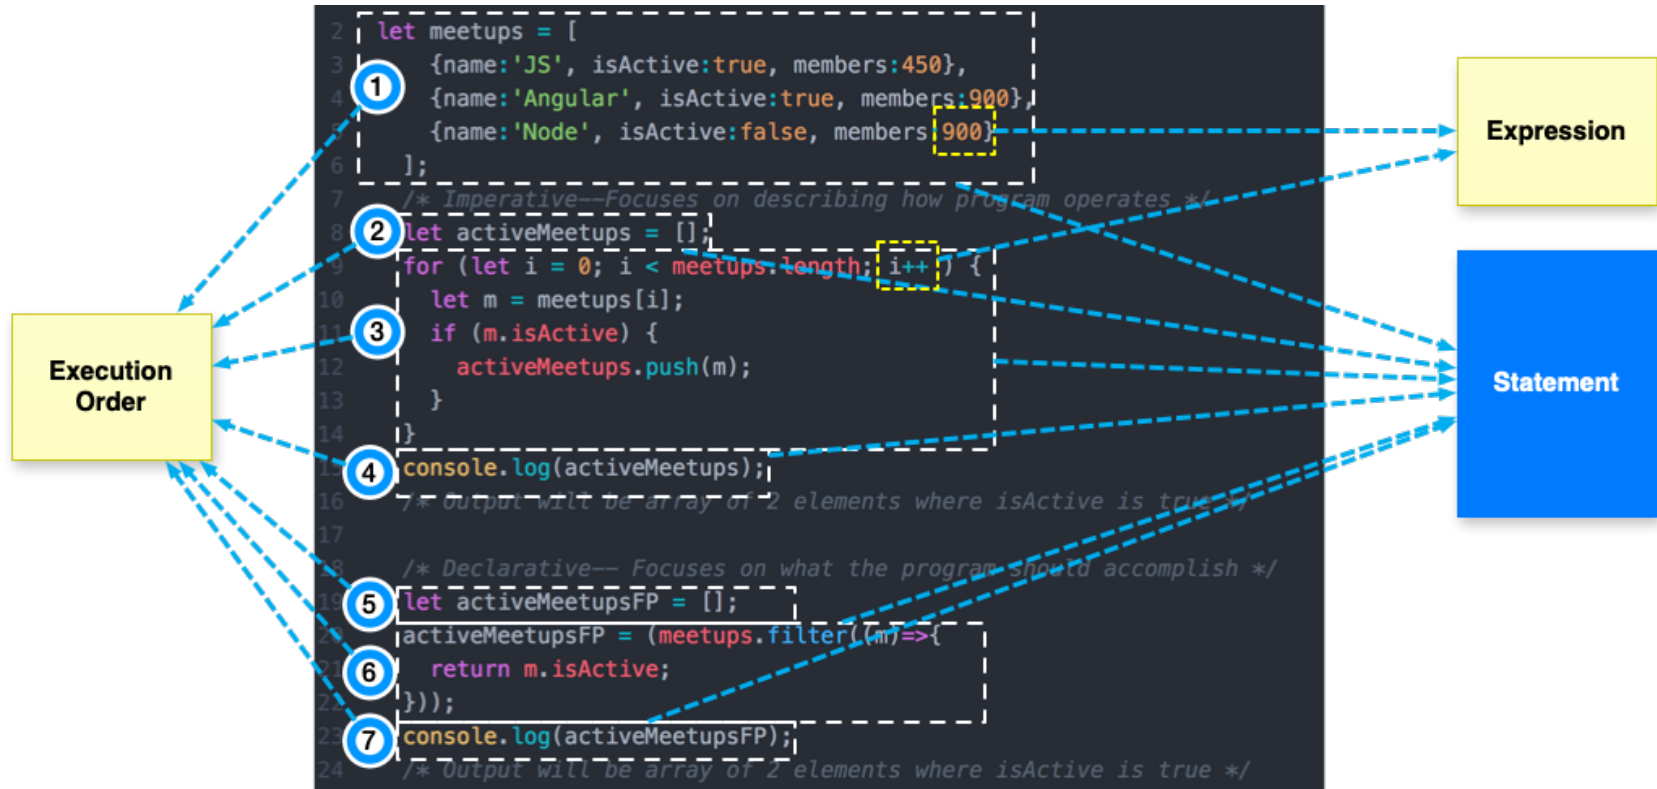 2 let meetups = [
3 {name:'JS', isActive:true, members:450},
4 {name:'Angular', isActive:true, members:900},
5 {name:'Node', isActive:false, members:900}
6 ];
7 /* Imperative––Focuses on describing how program operates */
8 let activeMeetups = [];
9 for (let i = 0; i < meetups.length; i++ ) {
10 let m = meetups[i];
11 if (m.isActive) {
12 activeMeetups.push(m);
13 }
14 }
15 console.log(activeMeetups);
16 /* Output will be array of 2 elements where isActive is true */
17
18 /* Declarative–– Focuses on what the program should accomplish */
19 let activeMeetupsFP = [];
20 activeMeetupsFP = (meetups.filter((m)=>{
21 return m.isActive;
22 }));
23 console.log(activeMeetupsFP);
24 /* Output will be array of 2 elements where isActive is true */
1
2
3
4
5
6
7
Execution
Order
Expression
Statement